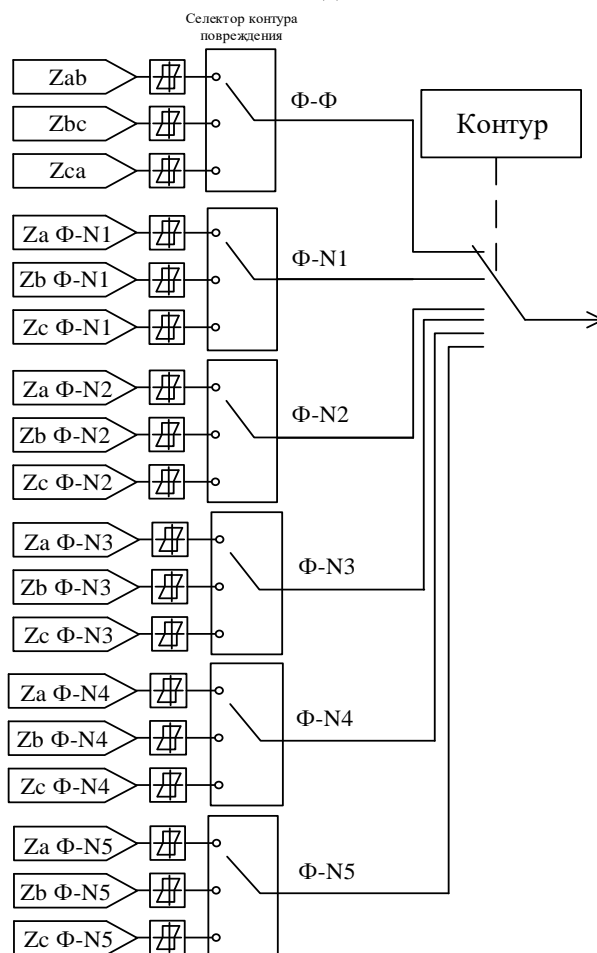 Селектор контура
повреждения
Zab
Zbc
Zca
Ф-Ф
Контур
Za Ф-N1
Zb Ф-N1
Zc Ф-N1
Ф-N1
Za Ф-N2
Zb Ф-N2
Zc Ф-N2
Ф-N2
Za Ф-N3
Zb Ф-N3
Zc Ф-N3
Ф-N3
Za Ф-N4
Zb Ф-N4
Zc Ф-N4
Ф-N4
Za Ф-N5
Zb Ф-N5
Zc Ф-N5
Ф-N5